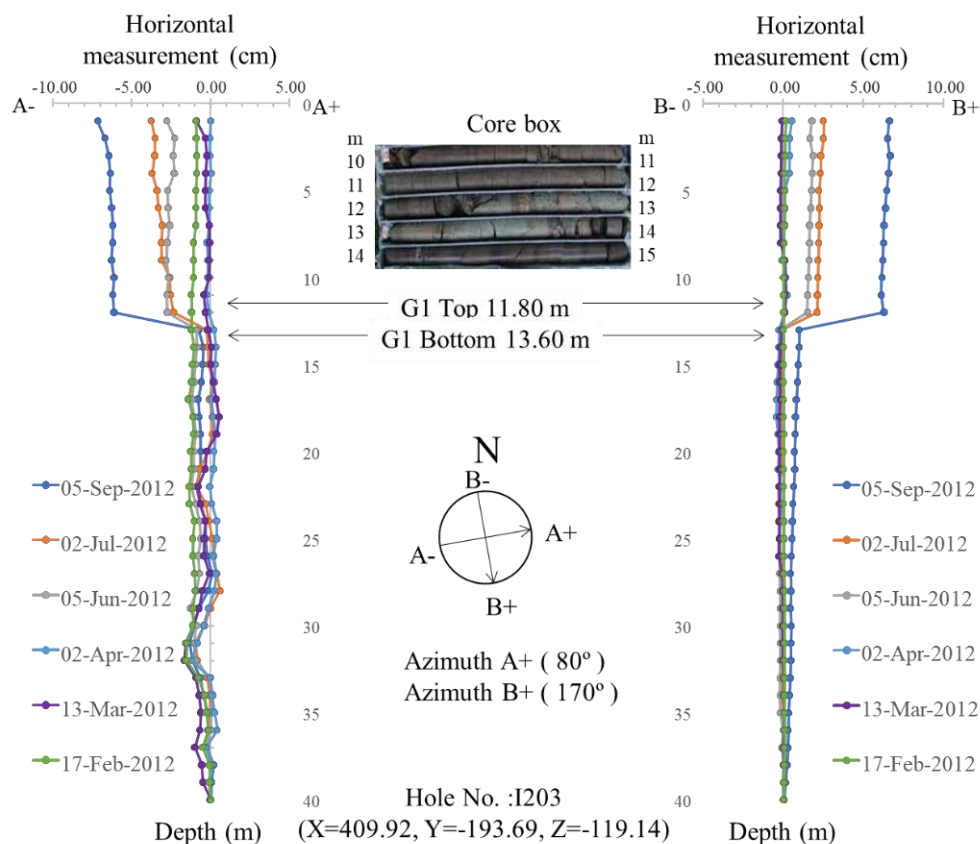 Horizontal
measurement (cm)
-10.00 -5.00 0.00 5.00
A- A+
0
5
10
15
20
25
30
35
40
05-Sep-2012
02-Jul-2012
05-Jun-2012
02-Apr-2012
13-Mar-2012
17-Feb-2012
Depth (m)
Core box
m m
10 11
11 12
12 13
13 14
14 15
G1 Top 11.80 m
G1 Bottom 13.60 m
N
B-
A+
A-
B+
Azimuth A+ ( 80º )
Azimuth B+ ( 170º )
Hole No. :I203
(X=409.92, Y=-193.69, Z=-119.14)
Horizontal
measurement (cm)
-5.00 0.00 5.00 10.00
B- B+
0
5
10
15
20
25
30
35
40
05-Sep-2012
02-Jul-2012
05-Jun-2012
02-Apr-2012
13-Mar-2012
17-Feb-2012
Depth (m)